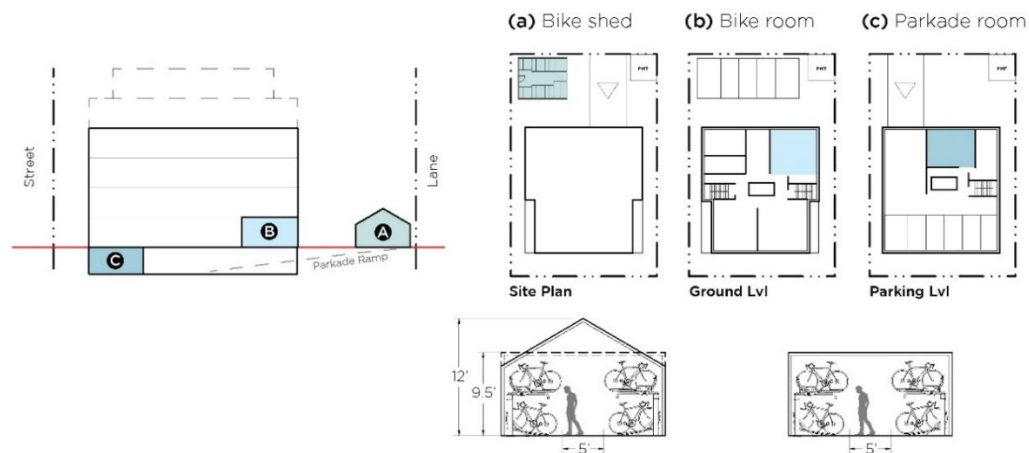 (a) Bike shed
(b) Bike room
(c) Parkade room
PMT
PMT
PMT
Street
Lane
A
B
C
Parkade Ramp
Site Plan
Ground Lvl
Parking Lvl
12'
9.5'
5'
5'